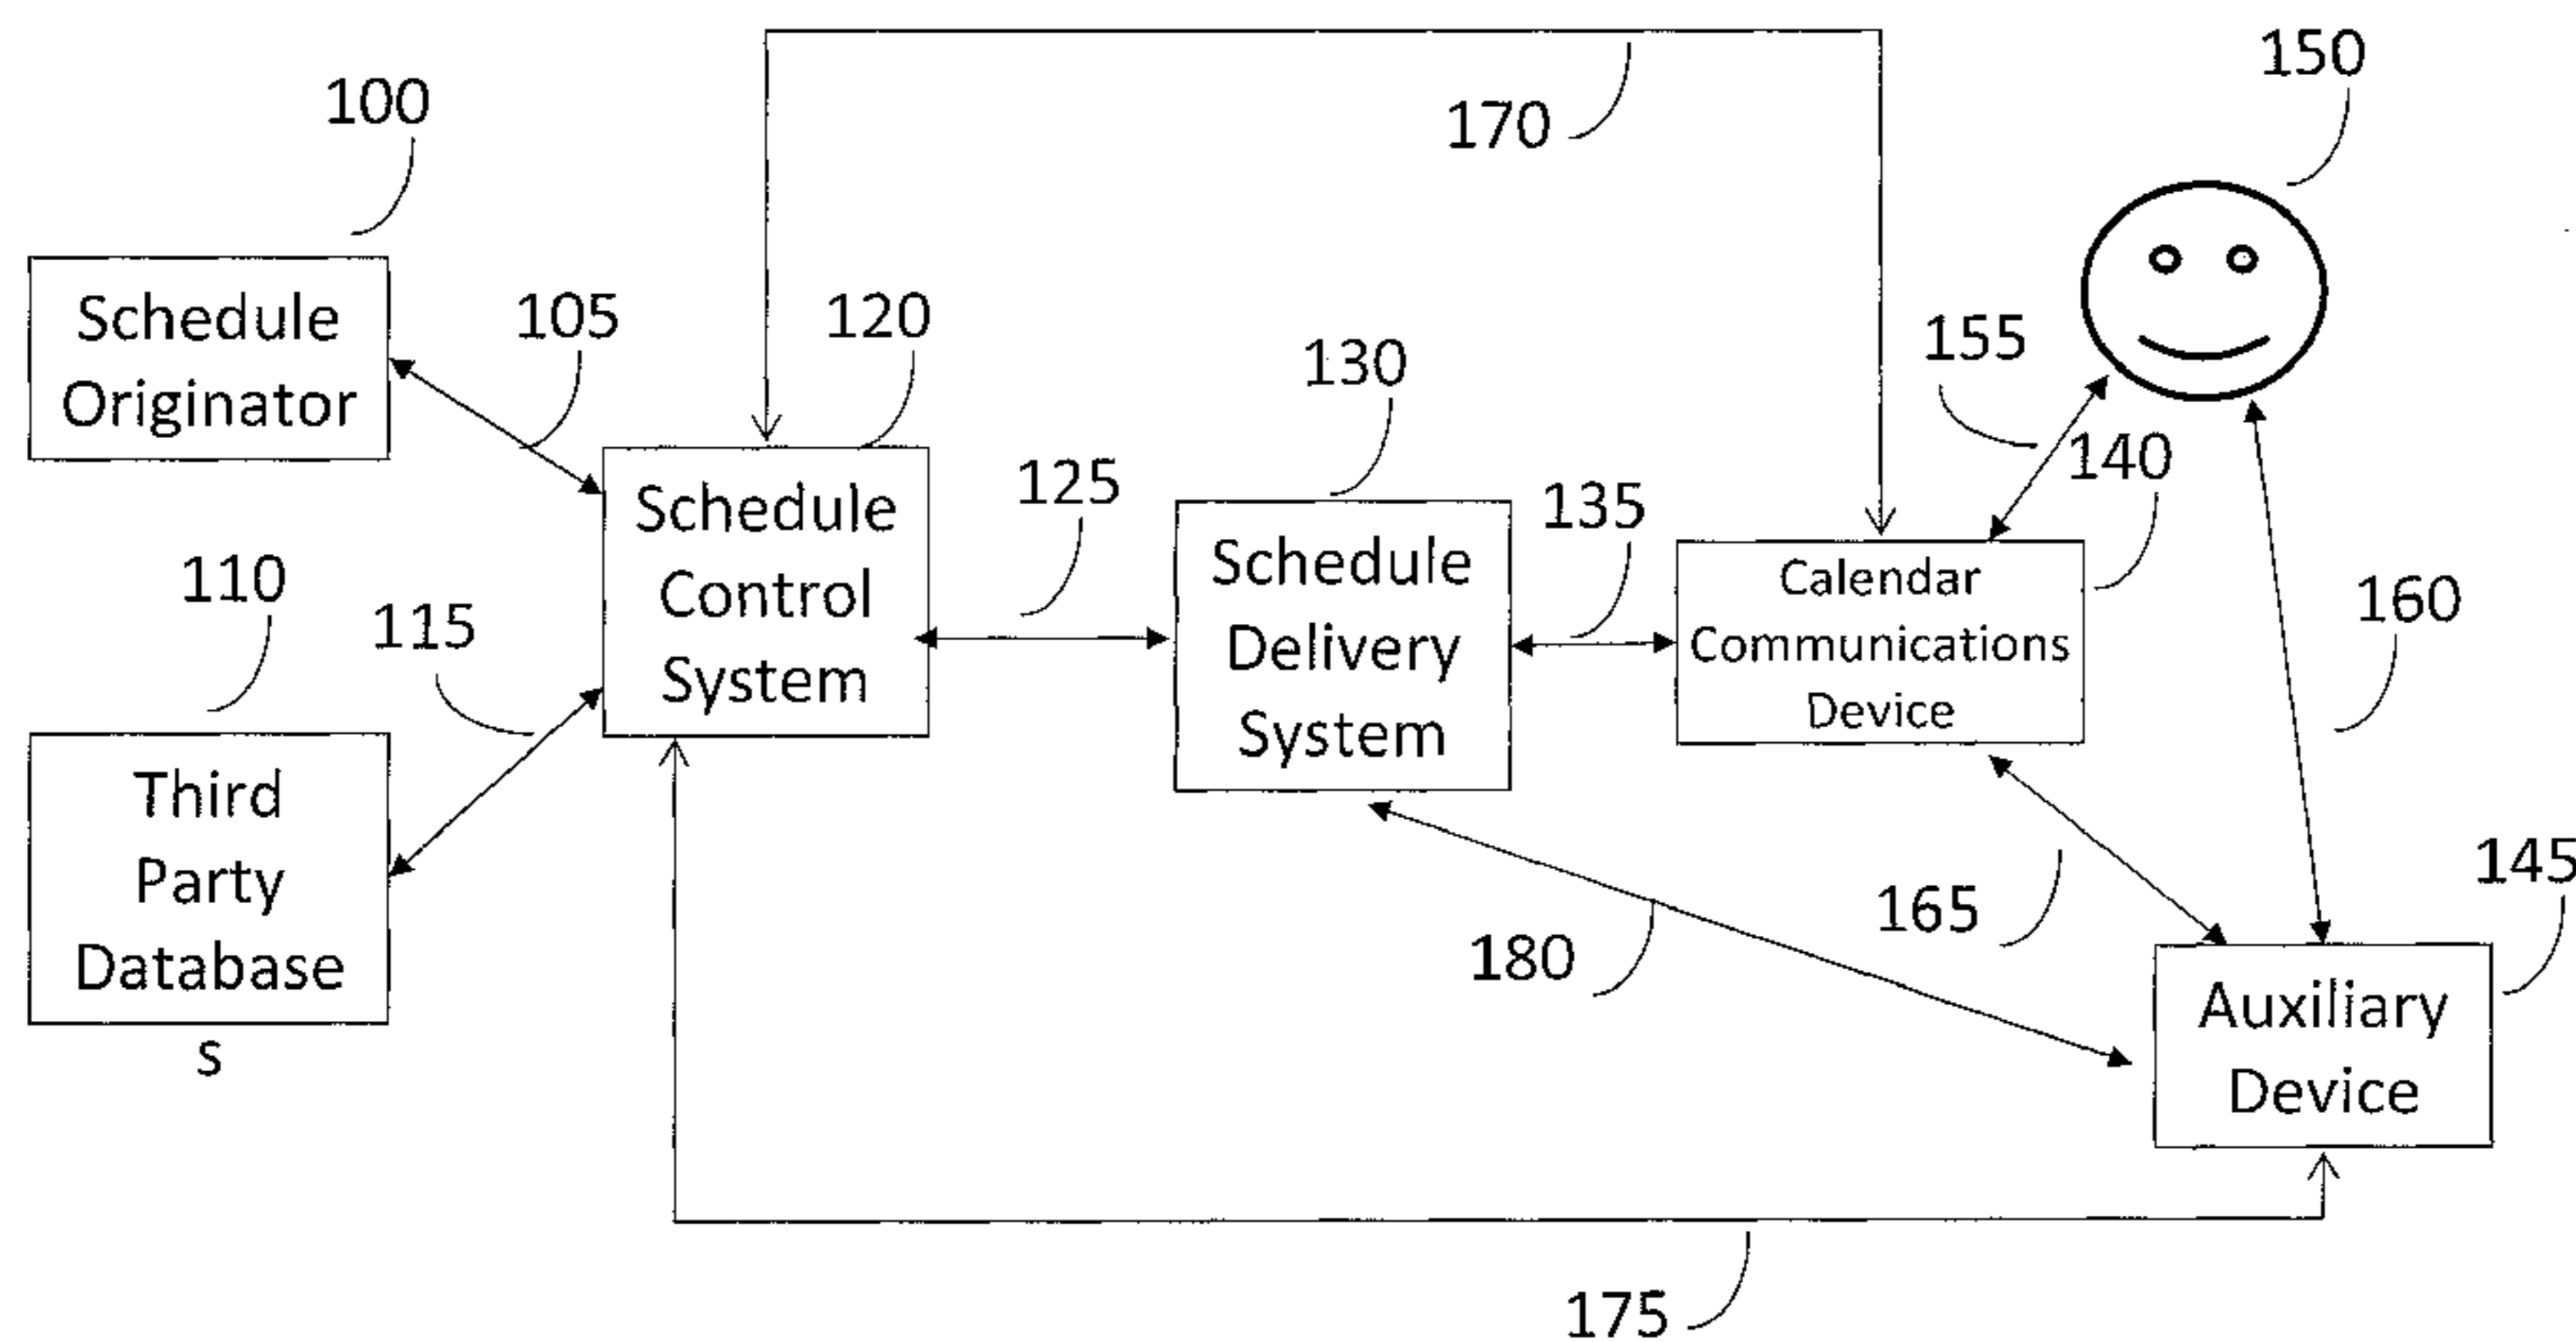 150
100
170
105
120
155
130
Schedule
Originator
140
125
135
Schedule
Control
System
Schedule
Delivery
System
Calendar
Communications
Device
110
115
160
Third
Party
Database
s
145
165
180
Auxiliary
Device
175